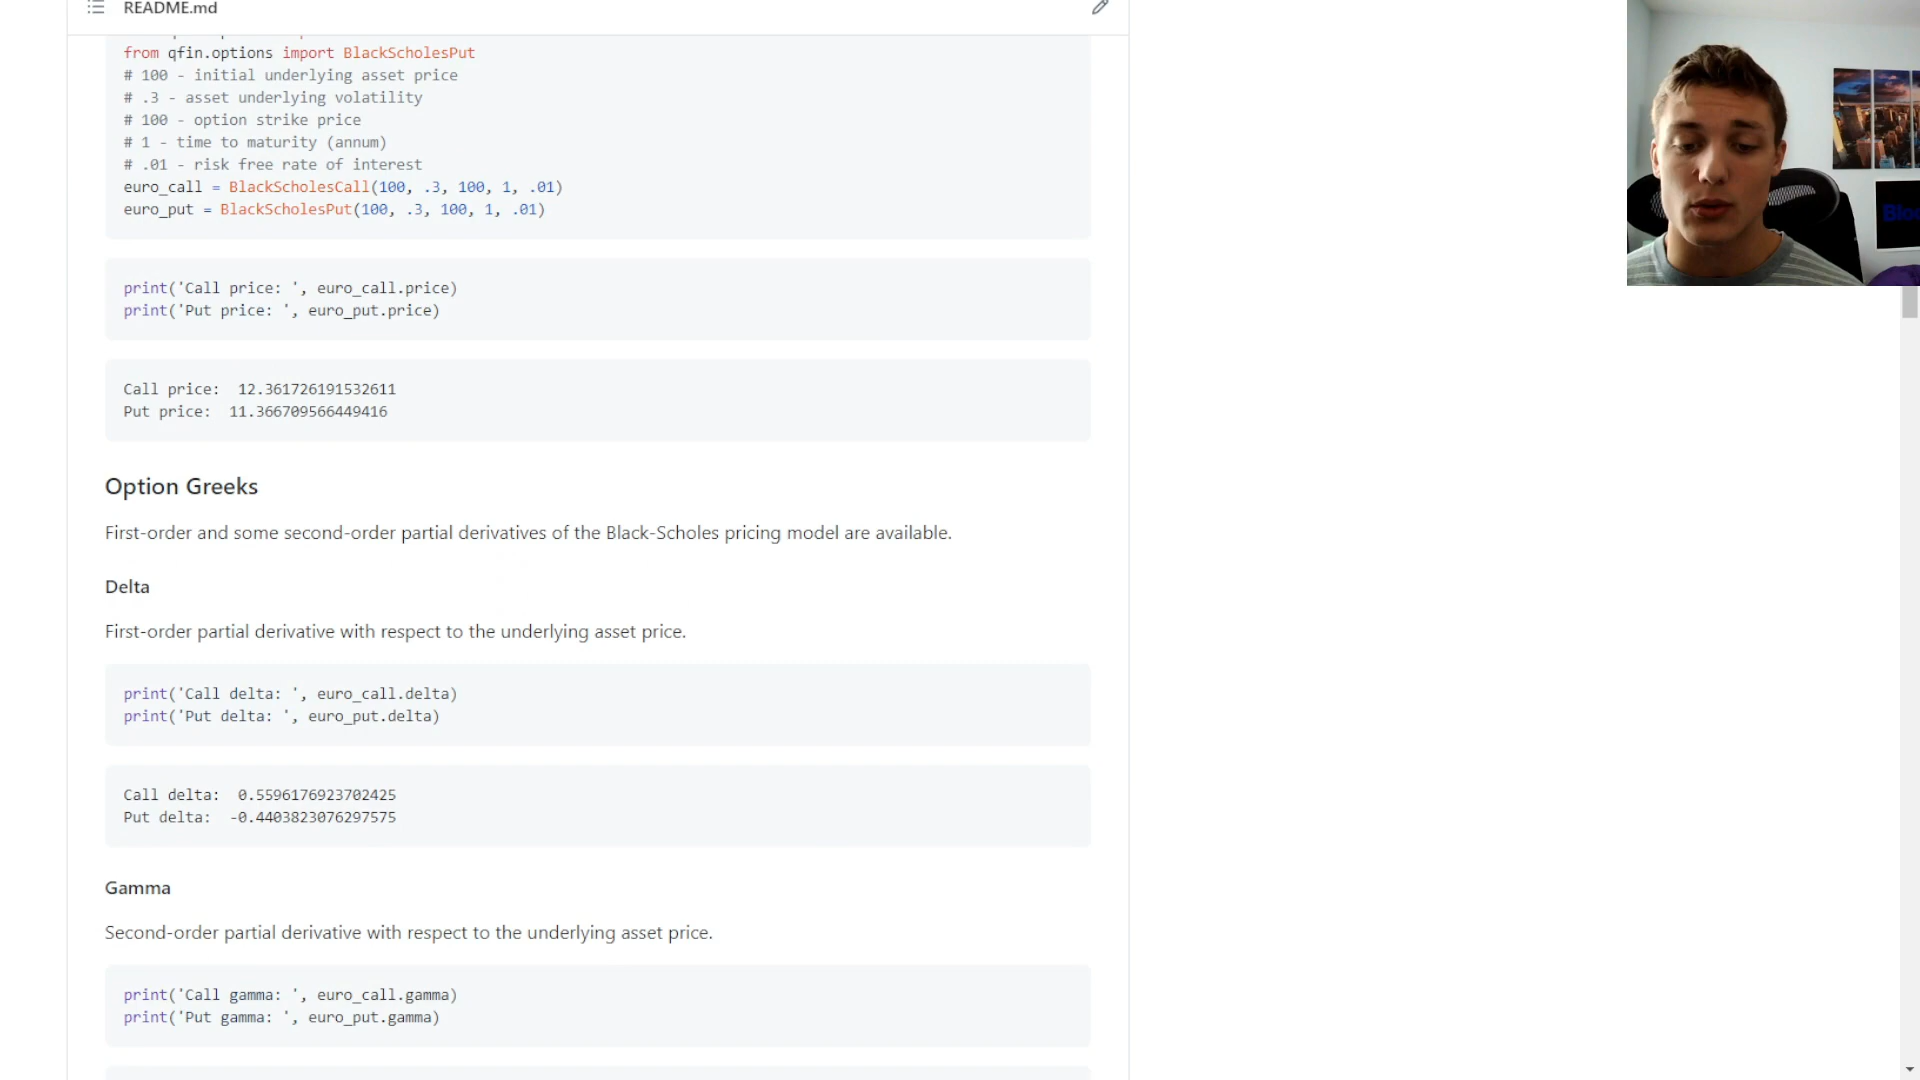 README.md
from qfin.options import BlackScholesPut
# 100 - initial underlying asset price
# .3 - asset underlying volatility
# 100 - option strike price
# 1 - time to maturity (annum)
# .01 - risk free rate of interest
euro_call = BlackScholesCall(100, .3, 100, 1, .01)
euro_put = BlackScholesPut(100, .3, 100, 1, .01)
print('Call price: ', euro_call.price)
print('Put price: ', euro_put.price)
Call price:  12.361726191532611
Put price:  11.366709566449416
Option Greeks
First-order and some second-order partial derivatives of the Black-Scholes pricing model are available.
Delta
First-order partial derivative with respect to the underlying asset price.
print('Call delta: ', euro_call.delta)
print('Put delta: ', euro_put.delta)
Call delta:  0.5596176923702425
Put delta:  -0.4403823076297575
Gamma
Second-order partial derivative with respect to the underlying asset price.
print('Call gamma: ', euro_call.gamma)
print('Put gamma: ', euro_put.gamma)